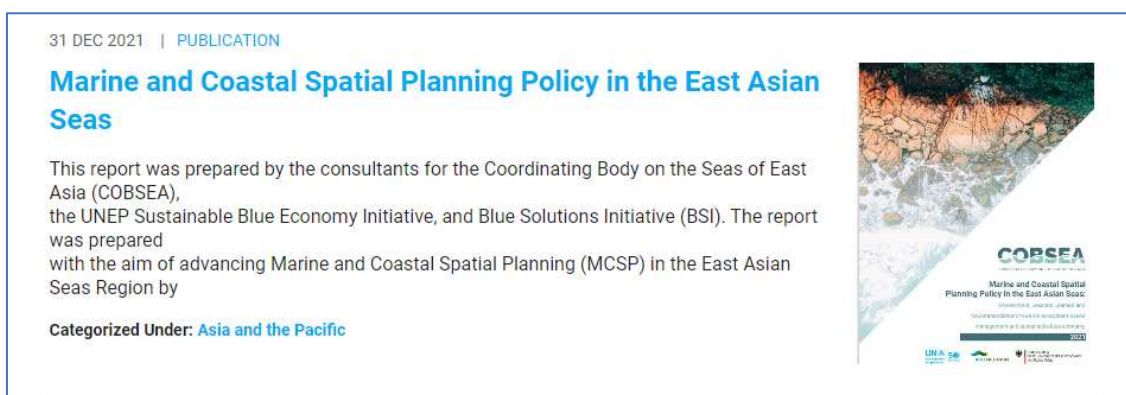 31 DEC 2021 | PUBLICATION
Marine and Coastal Spatial Planning Policy in the East Asian
Seas
This report was prepared by the consultants for the Coordinating Body on the Seas of East
Asia (COBSEA),
the UNEP Sustainable Blue Economy Initiative, and Blue Solutions Initiative (BSI). The report
was prepared
with the aim of advancing Marine and Coastal Spatial Planning (MCSP) in the East Asian
Seas Region by
Categorized Under: Asia and the Pacific
COBSEA
Marine and Coastal Spatial
Planning Policy in the East Asian Seas:
2021